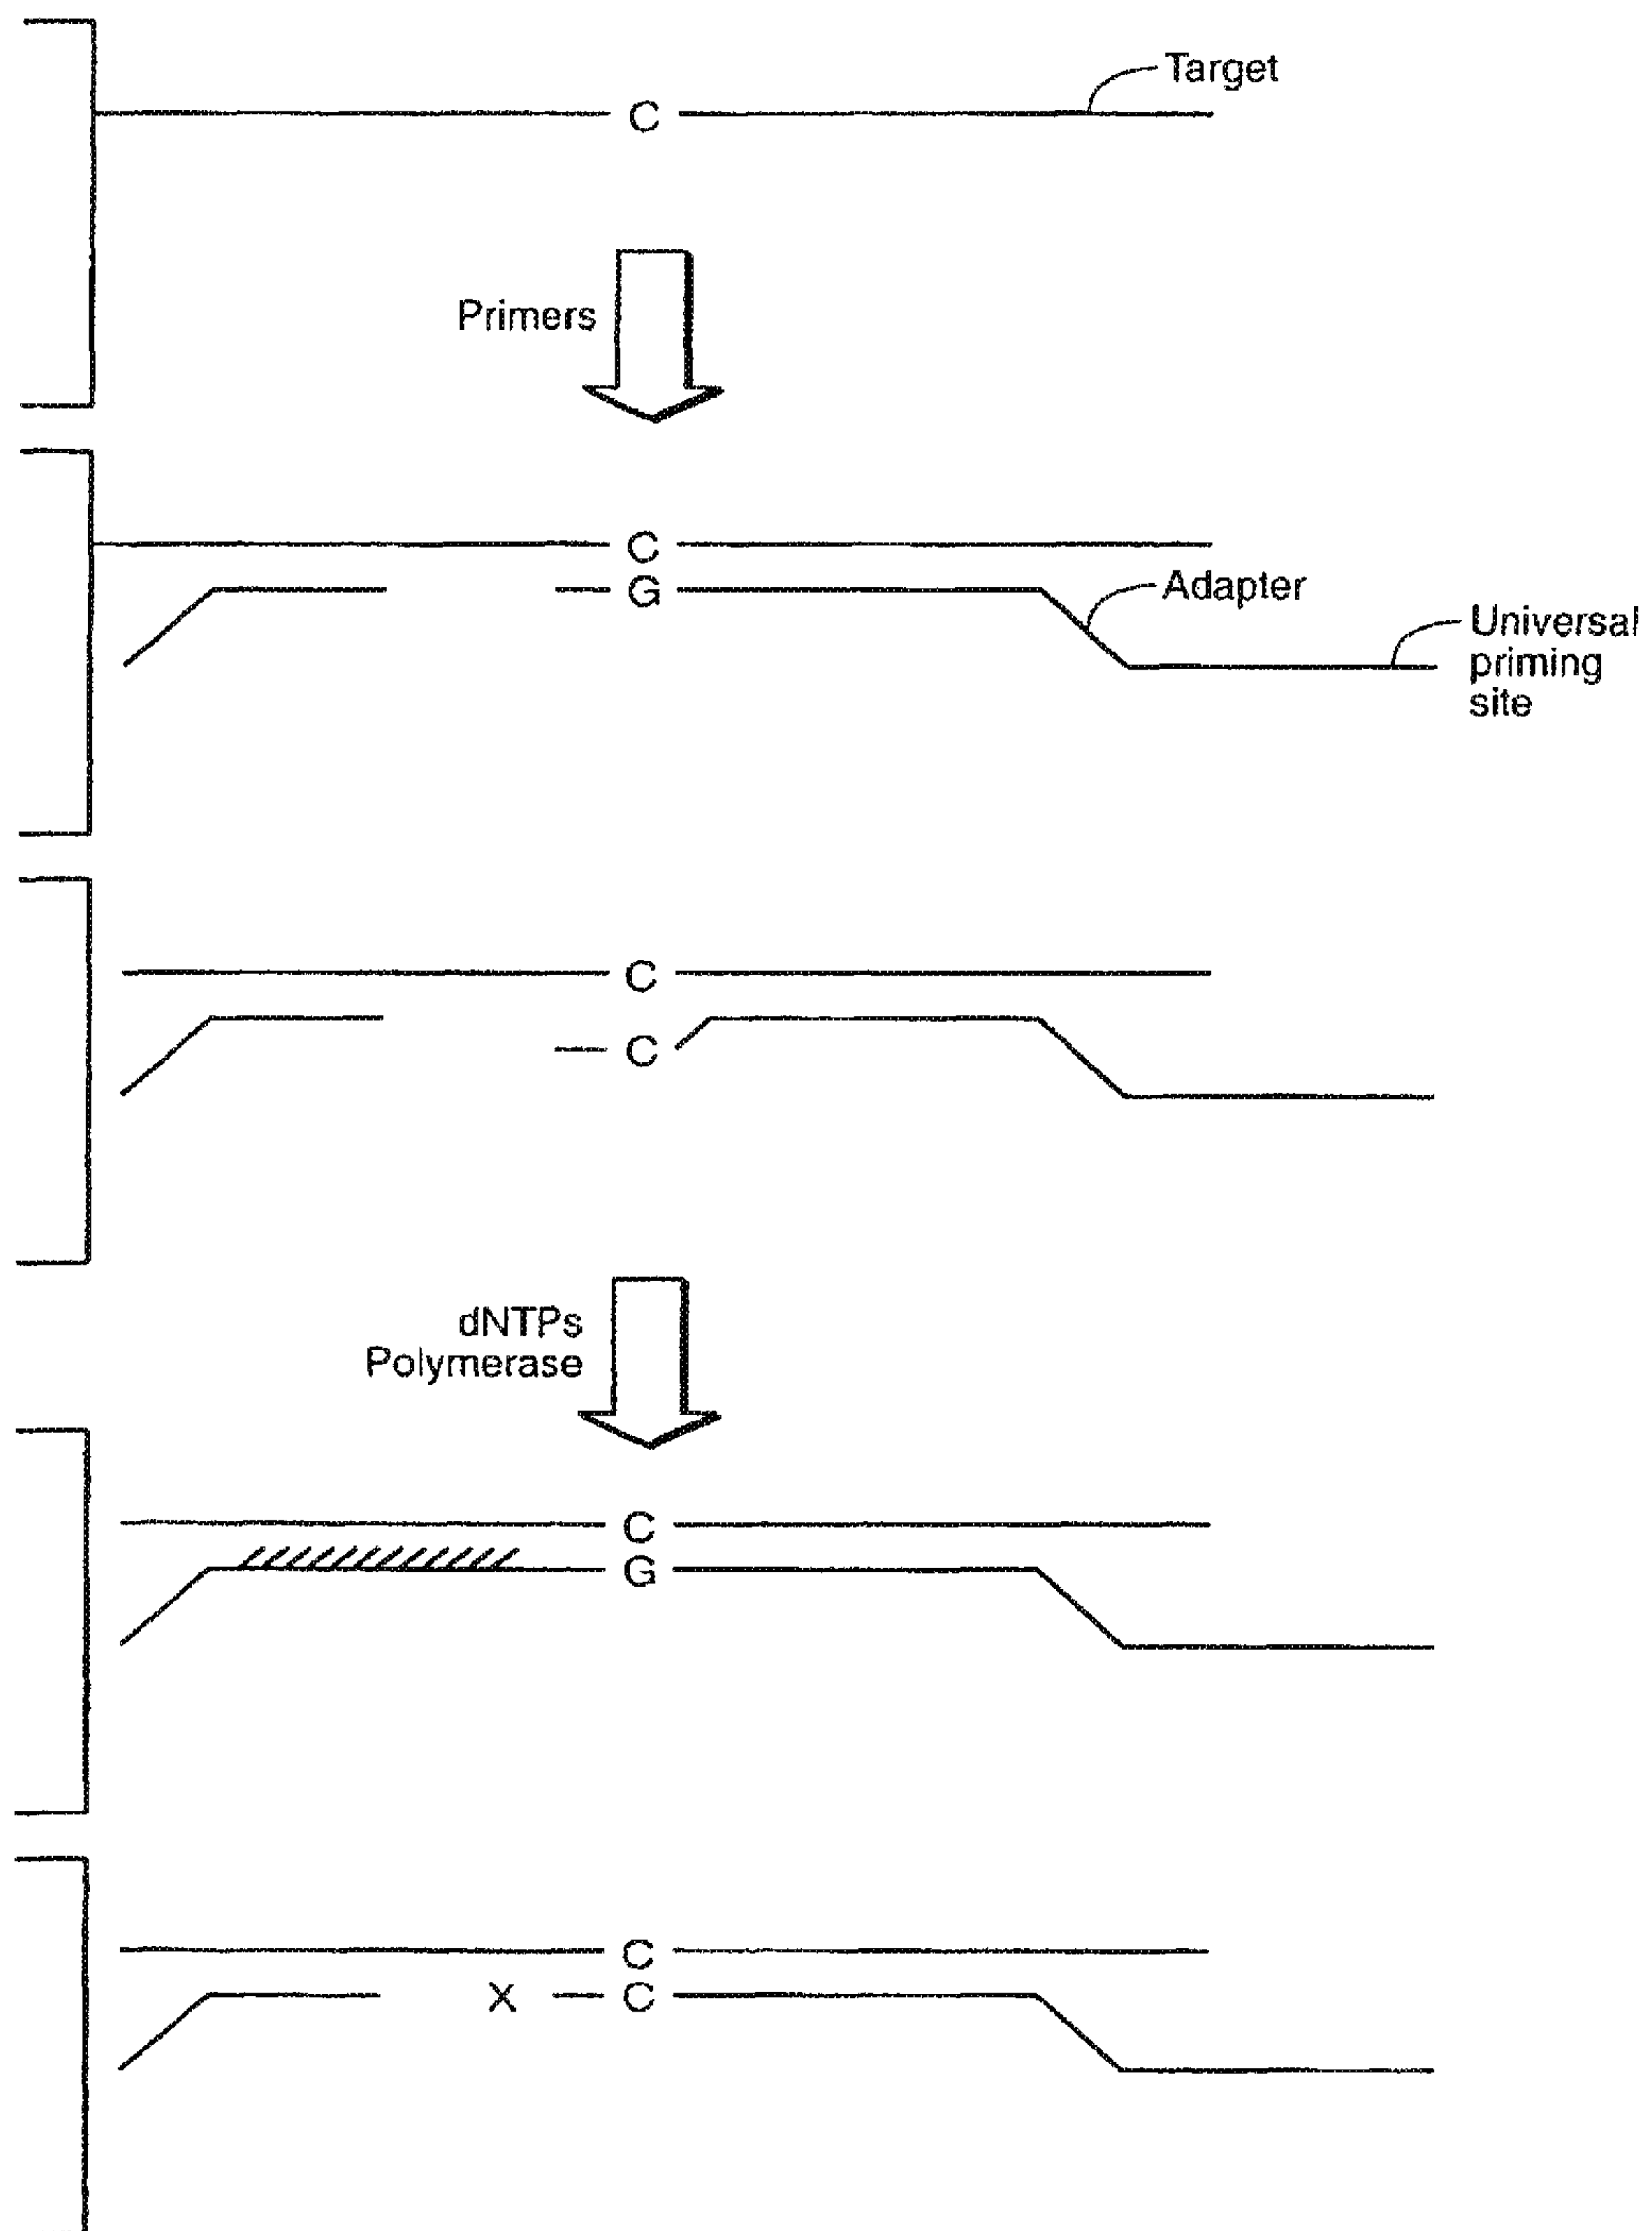 C
Target
Primers
C
G
Adapter
Universal
priming
site
C
C
dNTPs
Polymerase
C
G
C
X
C